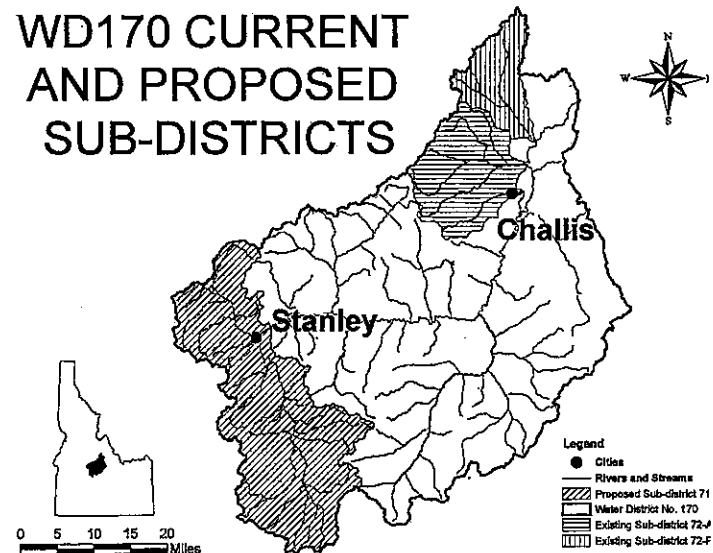 WD170 CURRENT
AND PROPOSED
SUB-DISTRICTS
N
W
E
S
Challis
Stanley
Legend
Cities
Rivers and Streams
Proposed Sub-district 71
Water District No. 170
Existing Sub-district 72-A
Existing Sub-district 72-F
0 5 10 15 20
Miles